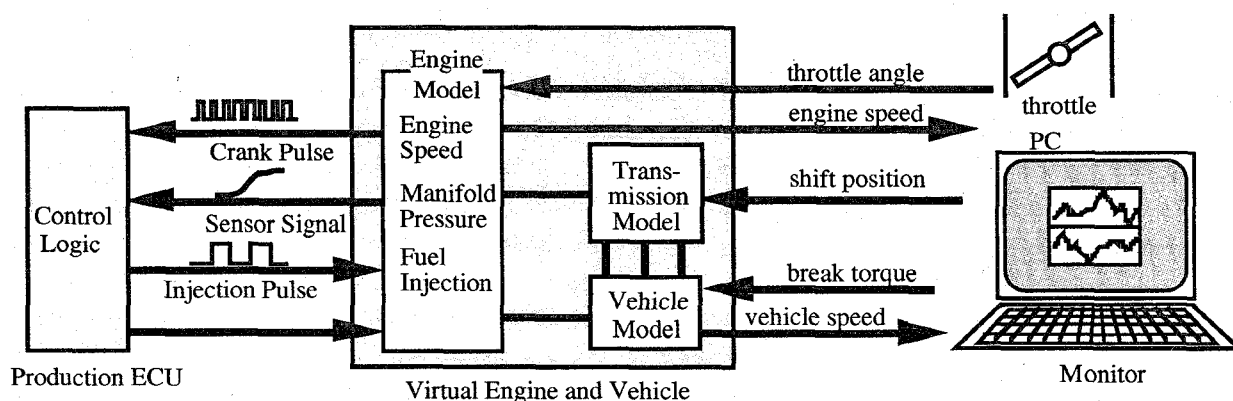 Control
Logic
Production ECU
Crank Pulse
Sensor Signal
Injection Pulse
Engine
Model
Engine
Speed
Manifold
Pressure
Fuel
Injection
Trans-
mission
Model
Vehicle
Model
Virtual Engine and Vehicle
throttle angle
engine speed
shift position
break torque
vehicle speed
throttle
PC
Monitor